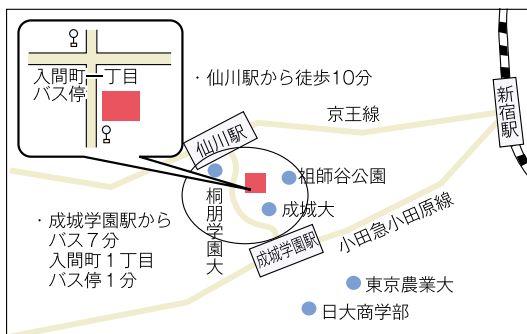 入間町一丁目
バス停
・仙川駅から徒歩10分
新宿駅
京王線
仙川駅
祖師谷公園
桐朋学園大
成城大
・成城学園駅から
バス7分
入間町1丁目
バス停1分
成城学園駅
小田急小田原線
東京農業大
日大商学部